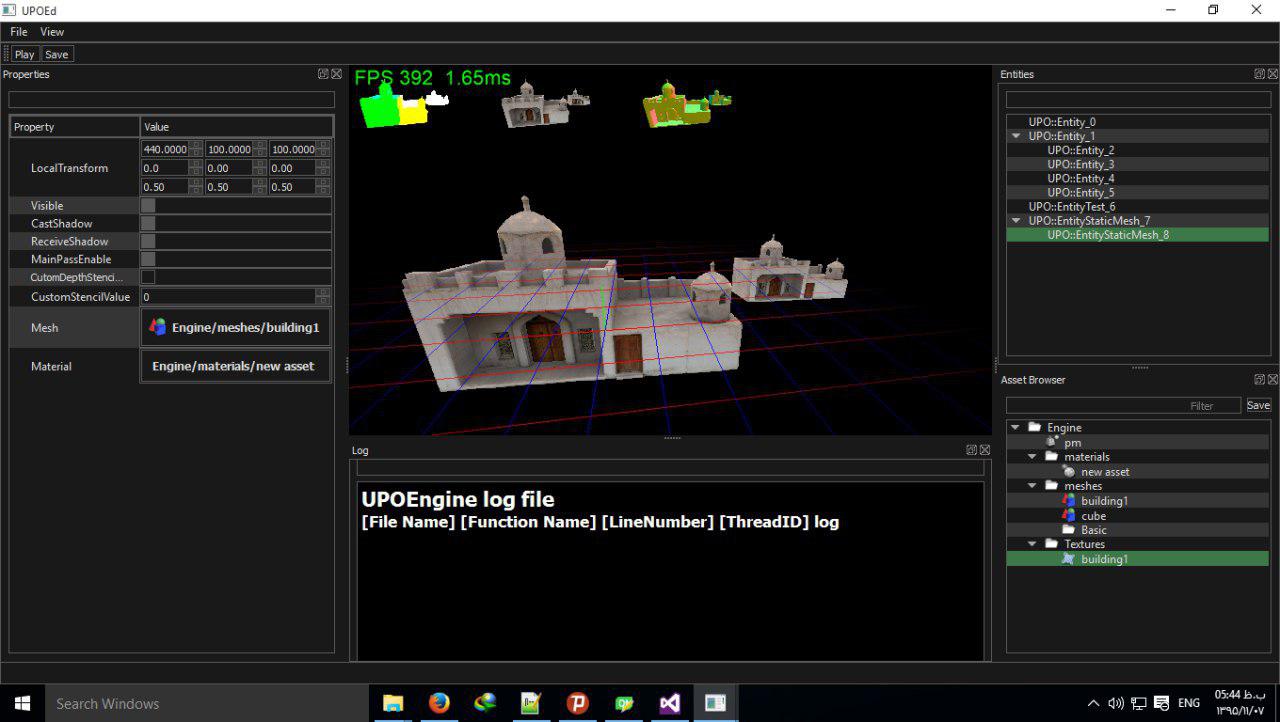 UPOEd
File View
Play Save
Properties
Property Value
LocalTransform
440.0000 100.0000 100.0000
0.0 0.00 0.00
0.50 0.50 0.50
Visible
CastShadow
ReceiveShadow
MainPassEnable
CutomDepthStenci...
CustomStencilValue 0
Mesh Engine/meshes/building1
Material Engine/materials/new asset
FPS 392 1.65ms
Log
UPOEngine log file
[File Name] [Function Name] [LineNumber] [ThreadID] log
Entities
UPO::Entity_0
UPO::Entity_1
UPO::Entity_2
UPO::Entity_3
UPO::Entity_4
UPO::Entity_5
UPO::EntityTest_6
UPO::EntityStaticMesh_7
UPO::EntityStaticMesh_8
Asset Browser
Filter Save
Engine
pm
materials
new asset
meshes
building1
cube
Basic
Textures
building1
Search Windows
ENG
05:44 ب.ظ
۱۳۹۵/۱۱/۰۷